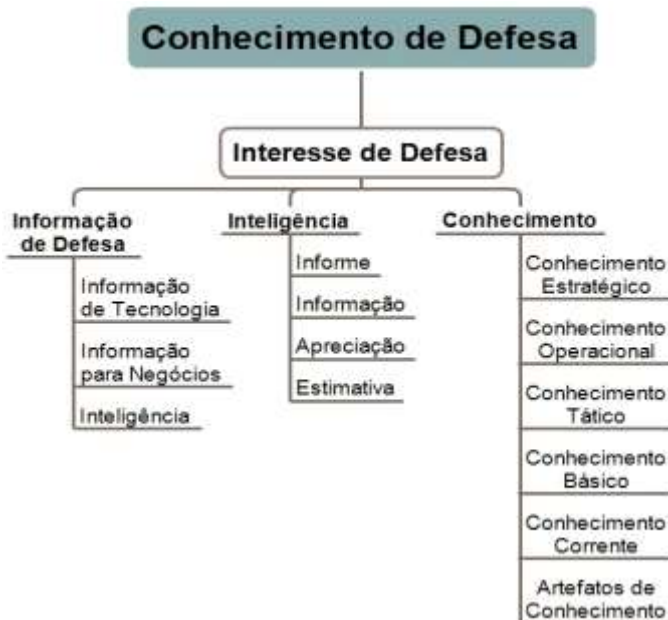 Conhecimento de Defesa
Interesse de Defesa
Informação
de Defesa
Informação
de Tecnologia
Informação
para Negócios
Inteligência
Inteligência
Informe
Informação
Apreciação
Estimativa
Conhecimento
Conhecimento
Estratégico
Conhecimento
Operacional
Conhecimento
Tático
Conhecimento
Básico
Conhecimento
Corrente
Artefatos de
Conhecimento